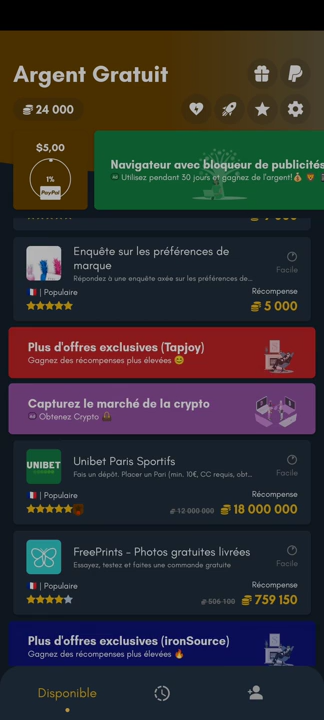 Argent Gratuit
24 000
$5,00
1%
PayPal
Navigateur avec bloqueur de publicités
Ad Utilisez pendant 30 jours et gagnez de l'argent!💰
Enquête sur les préférences de
marque
Répondez à une enquête axée sur les préférences de...
Facile
🇫🇷 | Populaire
Récompense
5 000
Plus d'offres exclusives (Tapjoy)
Gagnez des récompenses plus élevées 😊
Capturez le marché de la crypto
Ad Obtenez Crypto
UNIBET
Unibet Paris Sportifs
Fais un dépôt, Placer un Pari (min. 10€, CC requis, obt...
Facile
🇫🇷 | Populaire
Récompense
12 000 000
18 000 000
FreePrints - Photos gratuites livrées
Essayez, testez et faites une commande gratuite
Facile
🇫🇷 | Populaire
Récompense
506 100
759 150
Plus d'offres exclusives (ironSource)
Gagnez des récompenses plus élevées 🔥
Disponible